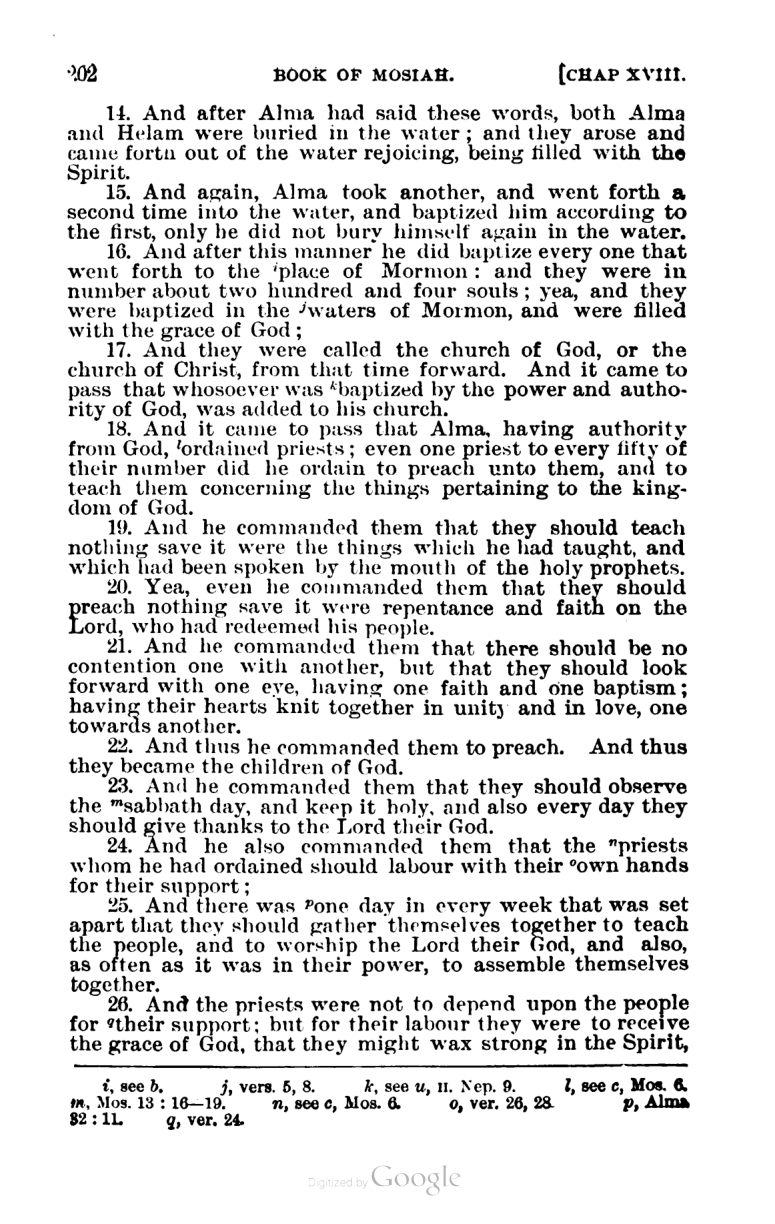 202 BOOK OF MOSIAH. [CHAP XVIII.
14. And after Alma had said these words, both Alma
and Helam were buried in the water; and they arose and
came forth out of the water rejoicing, being filled with the
Spirit.
15. And again, Alma took another, and went forth a
second time into the water, and baptized him according to
the first, only he did not bury himself again in the water.
16. And after this manner he did baptize every one that
went forth to the iplace of Mormon: and they were in
number about two hundred and four souls; yea, and they
were baptized in the jwaters of Mormon, and were filled
with the grace of God;
17. And they were called the church of God, or the
church of Christ, from that time forward. And it came to
pass that whosoever was kbaptized by the power and autho-
rity of God, was added to his church.
18. And it came to pass that Alma, having authority
from God, lordained priests; even one priest to every fifty of
their number did he ordain to preach unto them, and to
teach them concerning the things pertaining to the king-
dom of God.
19. And he commanded them that they should teach
nothing save it were the things which he had taught, and
which had been spoken by the mouth of the holy prophets.
20. Yea, even he commanded them that they should
preach nothing save it were repentance and faith on the
Lord, who had redeemed his people.
21. And he commanded them that there should be no
contention one with another, but that they should look
forward with one eye, having one faith and one baptism;
having their hearts knit together in unity and in love, one
towards another.
22. And thus he commanded them to preach. And thus
they became the children of God.
23. And he commanded them that they should observe
the msabbath day, and keep it holy, and also every day they
should give thanks to the Lord their God.
24. And he also commanded them that the npriests
whom he had ordained should labour with their oown hands
for their support;
25. And there was pone day in every week that was set
apart that they should gather themselves together to teach
the people, and to worship the Lord their God, and also,
as often as it was in their power, to assemble themselves
together.
26. And the priests were not to depend upon the people
for qtheir support; but for their labour they were to receive
the grace of God, that they might wax strong in the Spirit,
i, see b. j, vers. 5, 8. k, see u, II. Nep. 9. l, see c, Mos. 6.
m, Mos. 13:16—19. n, see c, Mos. 6. o, ver. 26, 28. p, Alma
32:11. q, ver. 24.
Digitized by Google